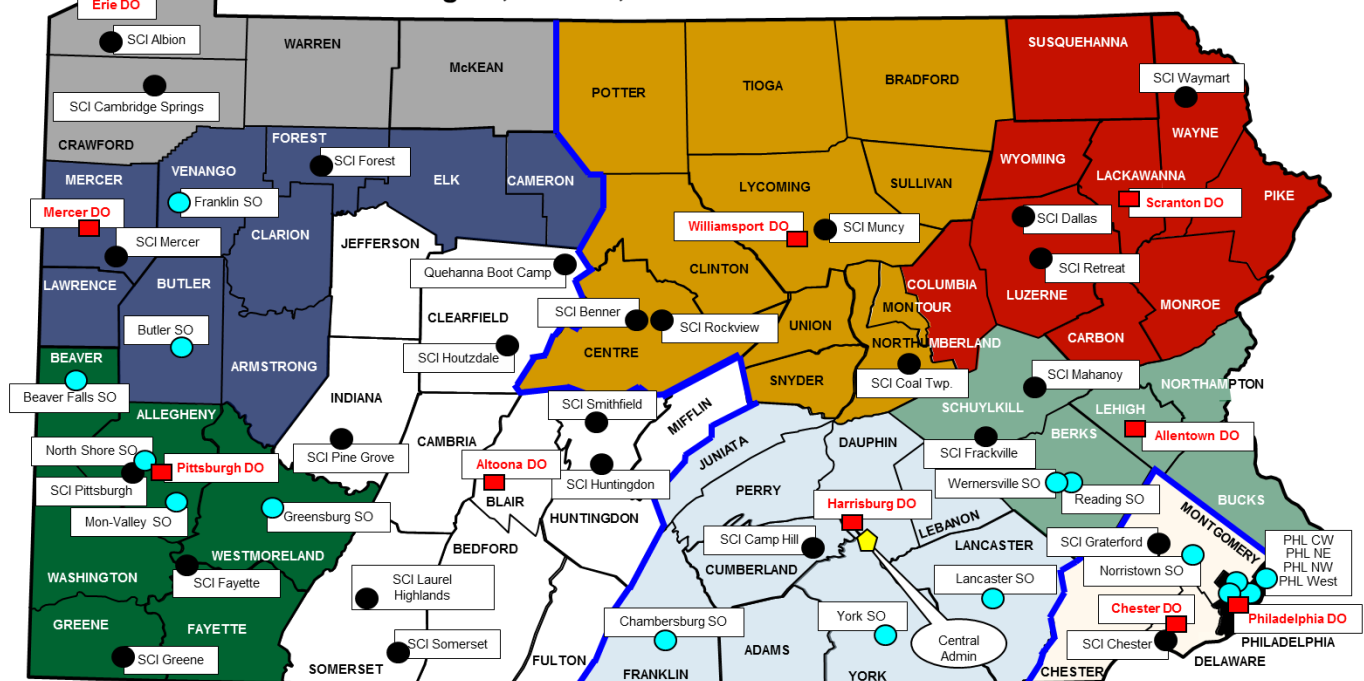 Erie DO
SCI Albion
WARREN
McKEAN
SCI Cambridge Springs
CRAWFORD
POTTER
TIOGA
BRADFORD
SUSQUEHANNA
SCI Waymart
WAYNE
WYOMING
LACKAWANNA
PIKE
Scranton DO
SCI Dallas
SCI Retreat
LUZERNE
MONROE
CARBON
COLUMBIA
MERCER
VENANGO
FOREST
SCI Forest
ELK
CAMERON
Franklin SO
Mercer DO
SCI Mercer
CLARION
JEFFERSON
LAWRENCE
BUTLER
Butler SO
ARMSTRONG
LYCOMING
SULLIVAN
Williamsport DO
SCI Muncy
CLINTON
Quehanna Boot Camp
CLEARFIELD
SCI Benner
SCI Rockview
SCI Houtzdale
CENTRE
UNION
MONTOUR
NORTHUMBERLAND
SNYDER
SCI Coal Twp.
SCI Mahanoy
NORTHAMPTON
SCHUYLKILL
LEHIGH
BERKS
Allentown DO
SCI Frackville
Wernersville SO
Reading SO
BUCKS
BEAVER
Beaver Falls SO
ALLEGHENY
North Shore SO
Pittsburgh DO
SCI Pittsburgh
Mon-Valley SO
Greensburg SO
WESTMORELAND
WASHINGTON
SCI Fayette
GREENE
FAYETTE
SCI Greene
INDIANA
SCI Pine Grove
CAMBRIA
Altoona DO
BLAIR
SCI Smithfield
MIFFLIN
SCI Huntingdon
HUNTINGDON
BEDFORD
SCI Laurel
Highlands
SCI Somerset
SOMERSET
FULTON
JUNIATA
DAUPHIN
PERRY
Harrisburg DO
LEBANON
SCI Camp Hill
CUMBERLAND
LANCASTER
Lancaster SO
Chambersburg SO
York SO
Central
Admin
FRANKLIN
ADAMS
YORK
MONTGOMERY
SCI Graterford
Norristown SO
PHL CW
PHL NE
PHL NW
PHL West
Chester DO
Philadelphia DO
SCI Chester
PHILADELPHIA
DELAWARE
CHESTER